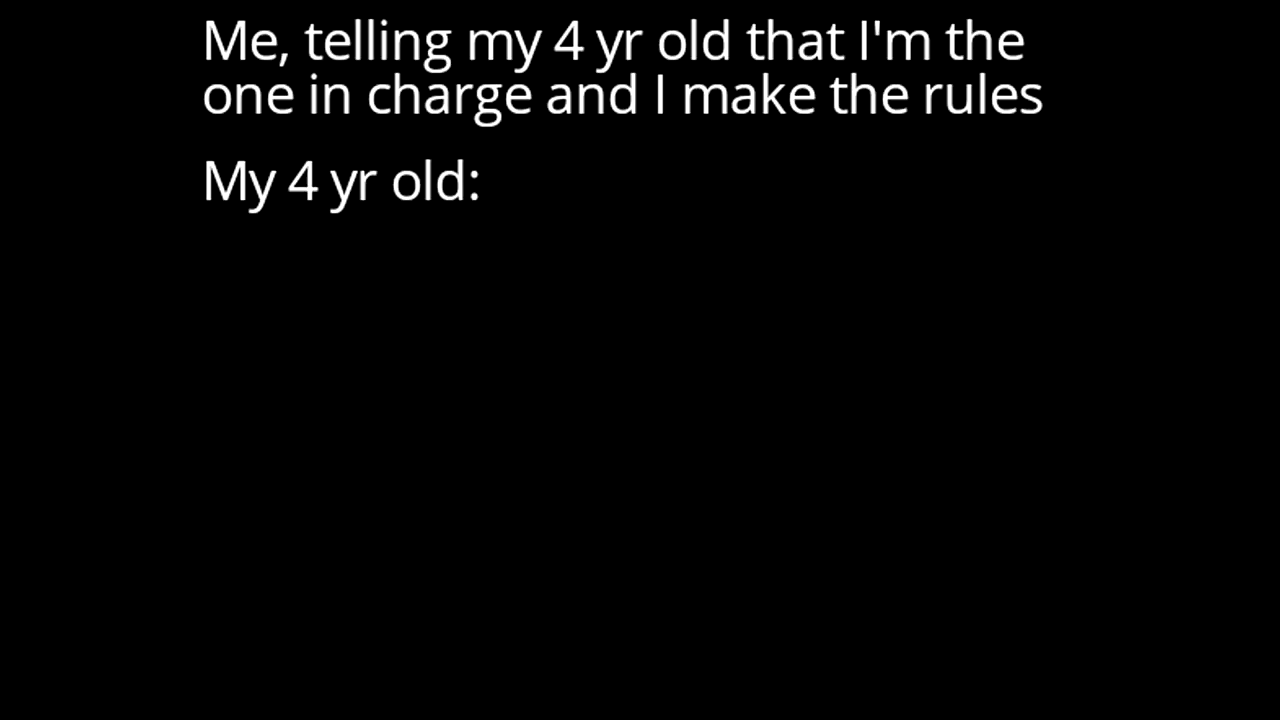 Me, telling my 4 yr old that I'm the
one in charge and I make the rules
My 4 yr old: